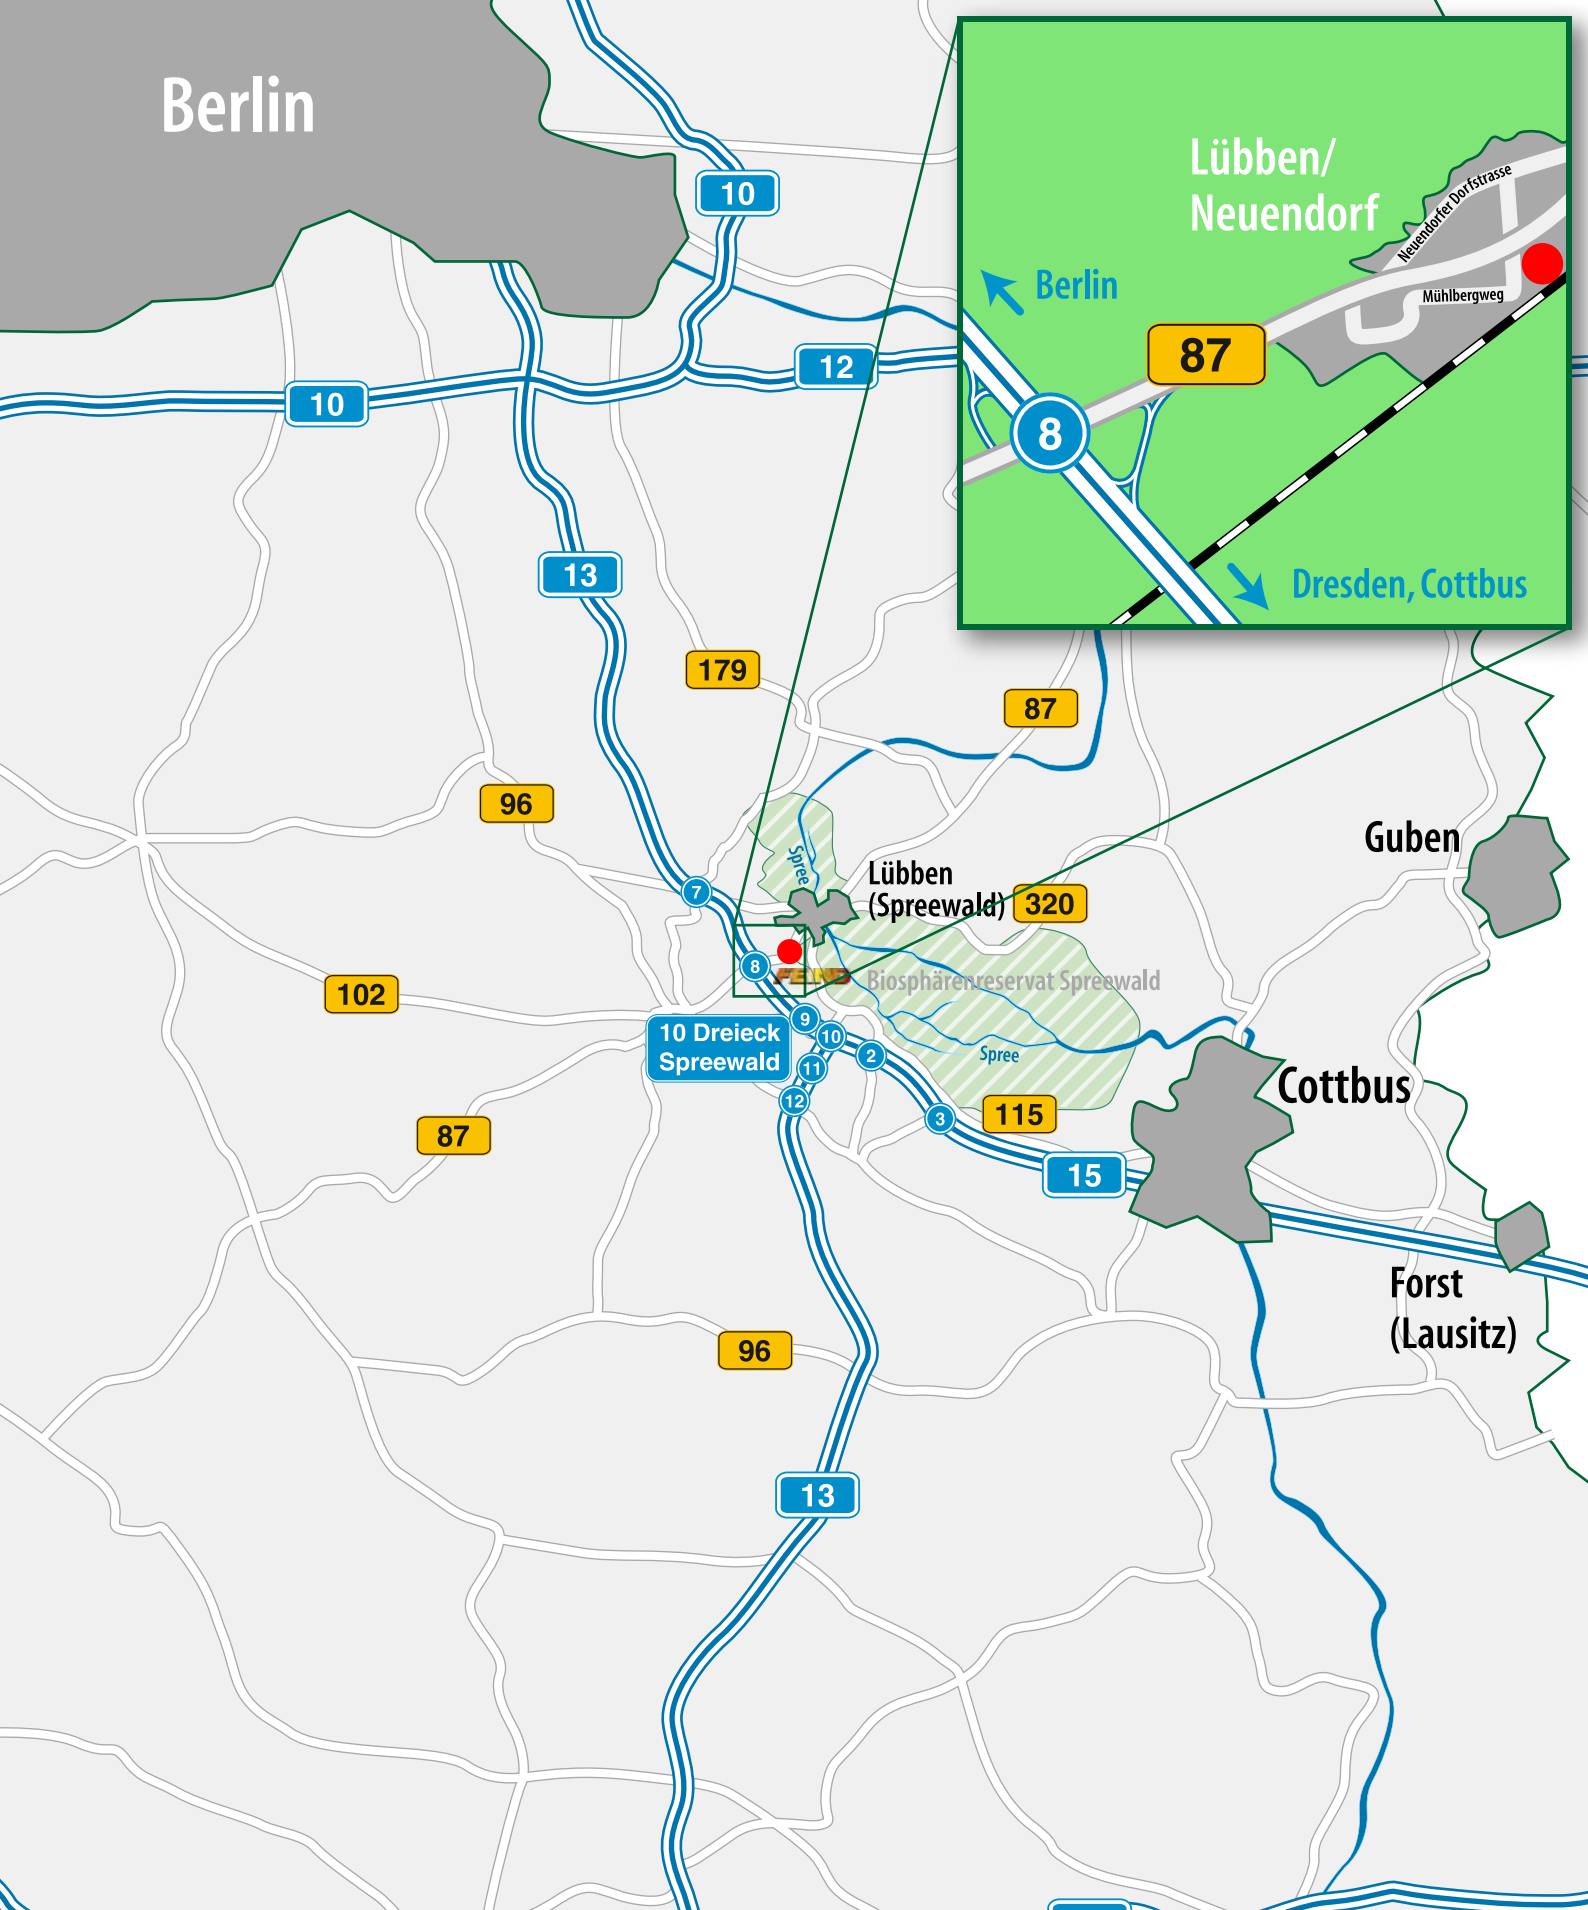 Berlin
10
12
10
13
Lübben/
Neuendorf
Neuendorfer Dorfstrasse
Mühlbergweg
Berlin
87
8
Dresden, Cottbus
179
87
96
Guben
Spree
Lübben
(Spreewald)
320
7
8
FEIND
Biosphärenreservat Spreewald
102
10 Dreieck
Spreewald
9
10
2
11
12
3
Spree
115
Cottbus
87
15
Forst
(Lausitz)
96
13